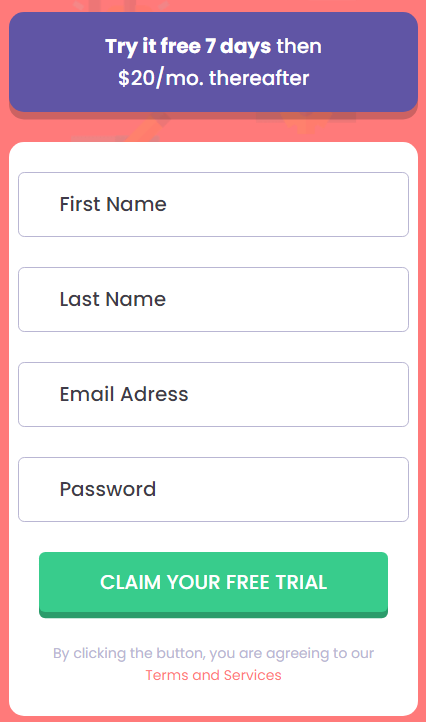 Try it free 7 days then
$20/mo. thereafter
First Name
Last Name
Email Adress
Password
CLAIM YOUR FREE TRIAL
By clicking the button, you are agreeing to our
Terms and Services